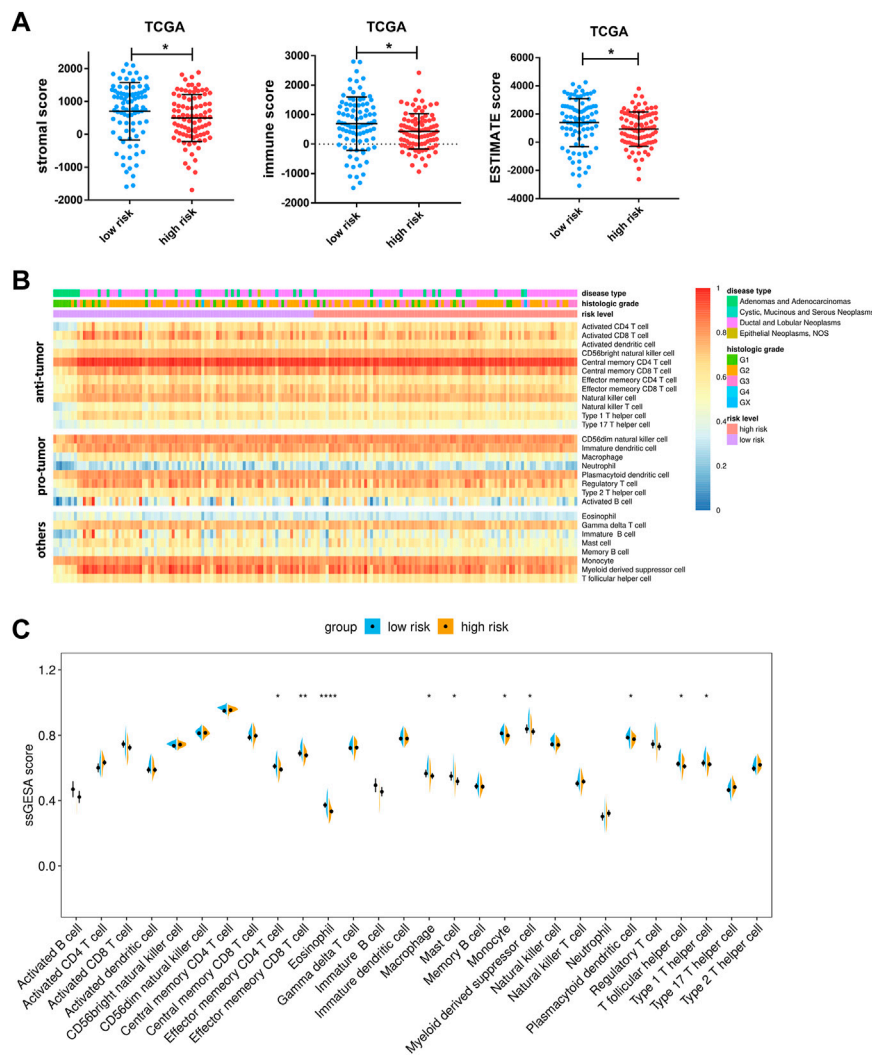 A
TCGA
*
stromal score
2000
1000
0
-1000
-2000
low risk
high risk
TCGA
*
immune score
3000
2000
1000
0
-1000
-2000
low risk
high risk
TCGA
*
ESTIMATE score
6000
4000
2000
0
-2000
-4000
low risk
high risk
B
disease type
histologic grade
risk level
anti-tumor
Activated CD4 T cell
Activated CD8 T cell
Activated dendritic cell
CD56bright natural killer cell
Central memory CD4 T cell
Central memory CD8 T cell
Effector memeory CD4 T cell
Effector memeory CD8 T cell
Natural killer cell
Natural killer T cell
Type 1 T helper cell
Type 17 T helper cell
pro-tumor
CD56dim natural killer cell
Immature dendritic cell
Macrophage
Neutrophil
Plasmacytoid dendritic cell
Regulatory T cell
Type 2 T helper cell
Activated B cell
others
Eosinophil
Gamma delta T cell
Immature  B cell
Mast cell
Memory B cell
Monocyte
Myeloid derived suppressor cell
T follicular helper cell
1
0.8
0.6
0.4
0.2
0
disease type
Adenomas and Adenocarcinomas
Cystic, Mucinous and Serous Neoplasms
Ductal and Lobular Neoplasms
Epithelial Neoplasms, NOS
histologic grade
G1
G2
G3
G4
GX
risk level
high risk
low risk
C
group low risk high risk
ssGESA score
1.2
0.8
0.4
0.0
* ** **** * * * * * * *
Activated B cell
Activated CD4 T cell
Activated CD8 T cell
Activated dendritic cell
CD56bright natural killer cell
CD56dim natural killer cell
Central memory CD4 T cell
Central memory CD8 T cell
Effector memeory CD4 T cell
Effector memeory CD8 T cell
Eosinophil
Gamma delta T cell
Immature  B cell
Immature dendritic cell
Macrophage
Mast cell
Memory B cell
Monocyte
Myeloid derived suppressor cell
Natural killer cell
Natural killer T cell
Neutrophil
Plasmacytoid dendritic cell
Regulatory T cell
T follicular helper cell
Type 1 T helper cell
Type 17 T helper cell
Type 2 T helper cell